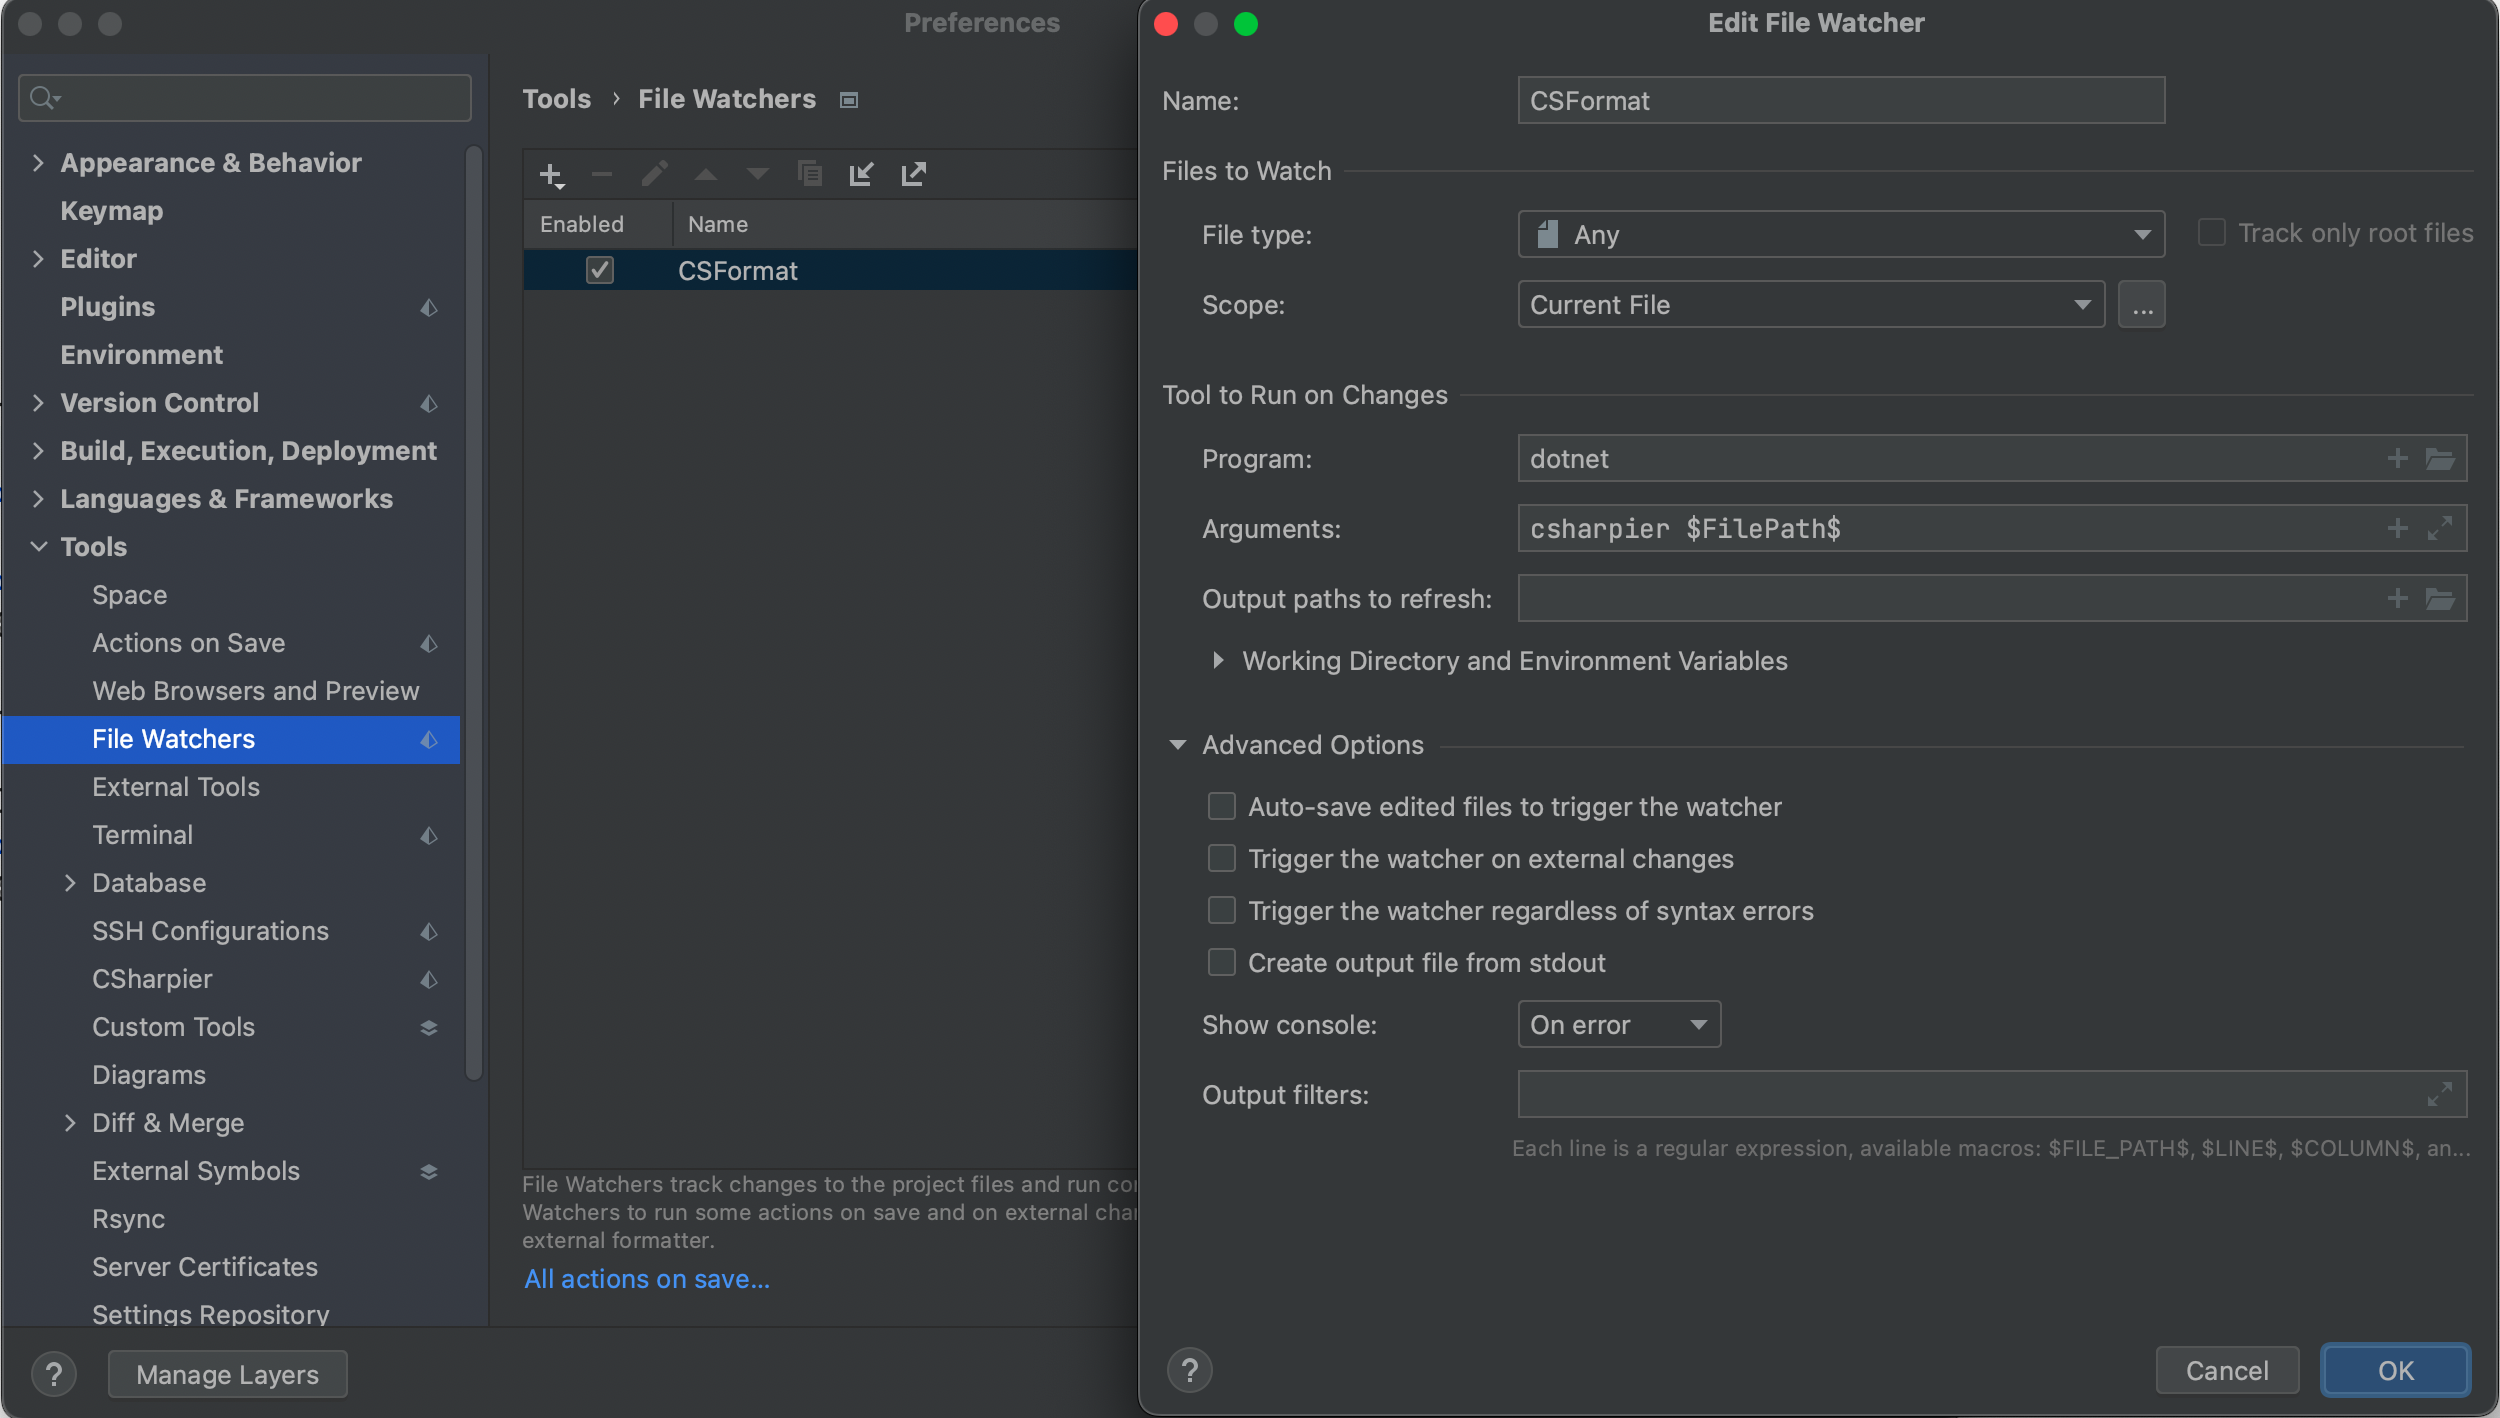 Preferences
Appearance & Behavior
Keymap
Editor
Plugins
Environment
Version Control
Build, Execution, Deployment
Languages & Frameworks
Tools
Space
Actions on Save
Web Browsers and Preview
File Watchers
External Tools
Terminal
Database
SSH Configurations
CSharpier
Custom Tools
Diagrams
Diff & Merge
External Symbols
Rsync
Server Certificates
Settings Repository
? Manage Layers
Tools › File Watchers
Enabled Name
CSFormat
File Watchers track changes to the project files and run
Watchers to run some actions on save and on external
external formatter.
All actions on save...
Edit File Watcher
Name: CSFormat
Files to Watch
File type: Any Track only root files
Scope: Current File ...
Tool to Run on Changes
Program: dotnet
Arguments: csharpier $FilePath$
Output paths to refresh:
Working Directory and Environment Variables
Advanced Options
Auto-save edited files to trigger the watcher
Trigger the watcher on external changes
Trigger the watcher regardless of syntax errors
Create output file from stdout
Show console: On error
Output filters:
Each line is a regular expression, available macros: $FILE_PATH$, $LINE$, $COLUMN$, an...
? Cancel OK